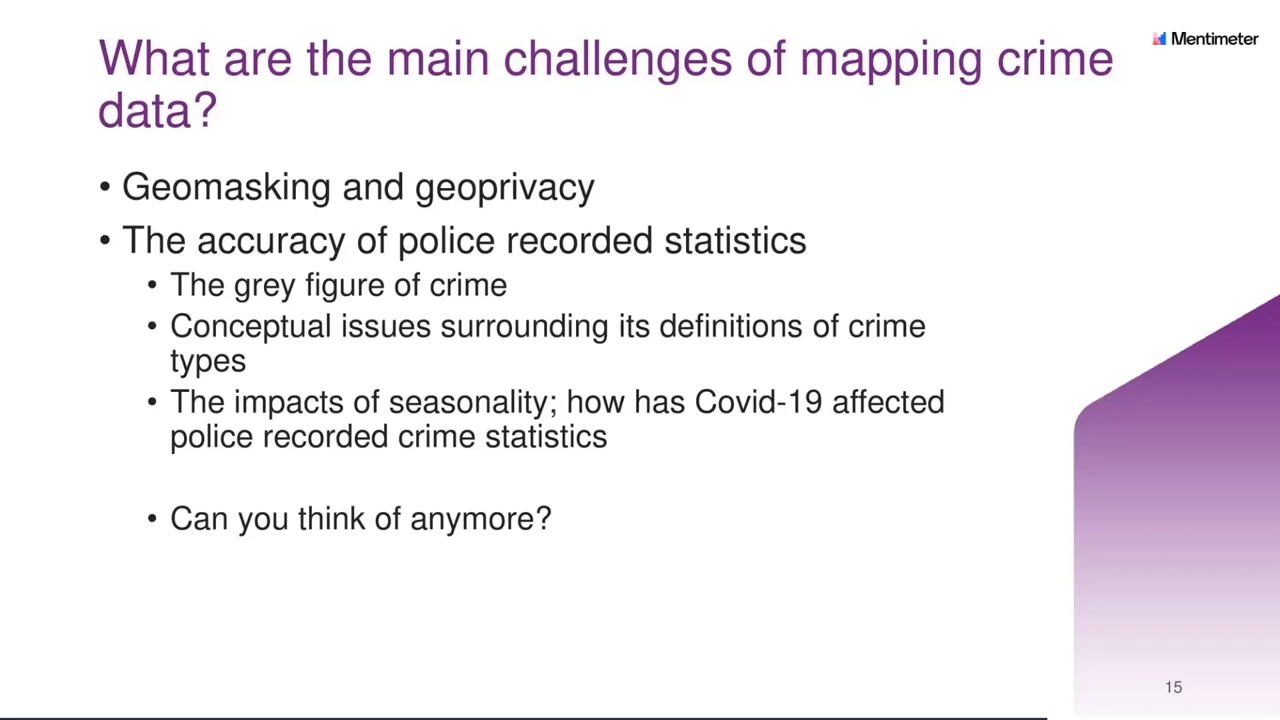 Mentimeter
What are the main challenges of mapping crime
data?
• Geomasking and geoprivacy
• The accuracy of police recorded statistics
• The grey figure of crime
• Conceptual issues surrounding its definitions of crime
types
• The impacts of seasonality; how has Covid-19 affected
police recorded crime statistics
• Can you think of anymore?
15